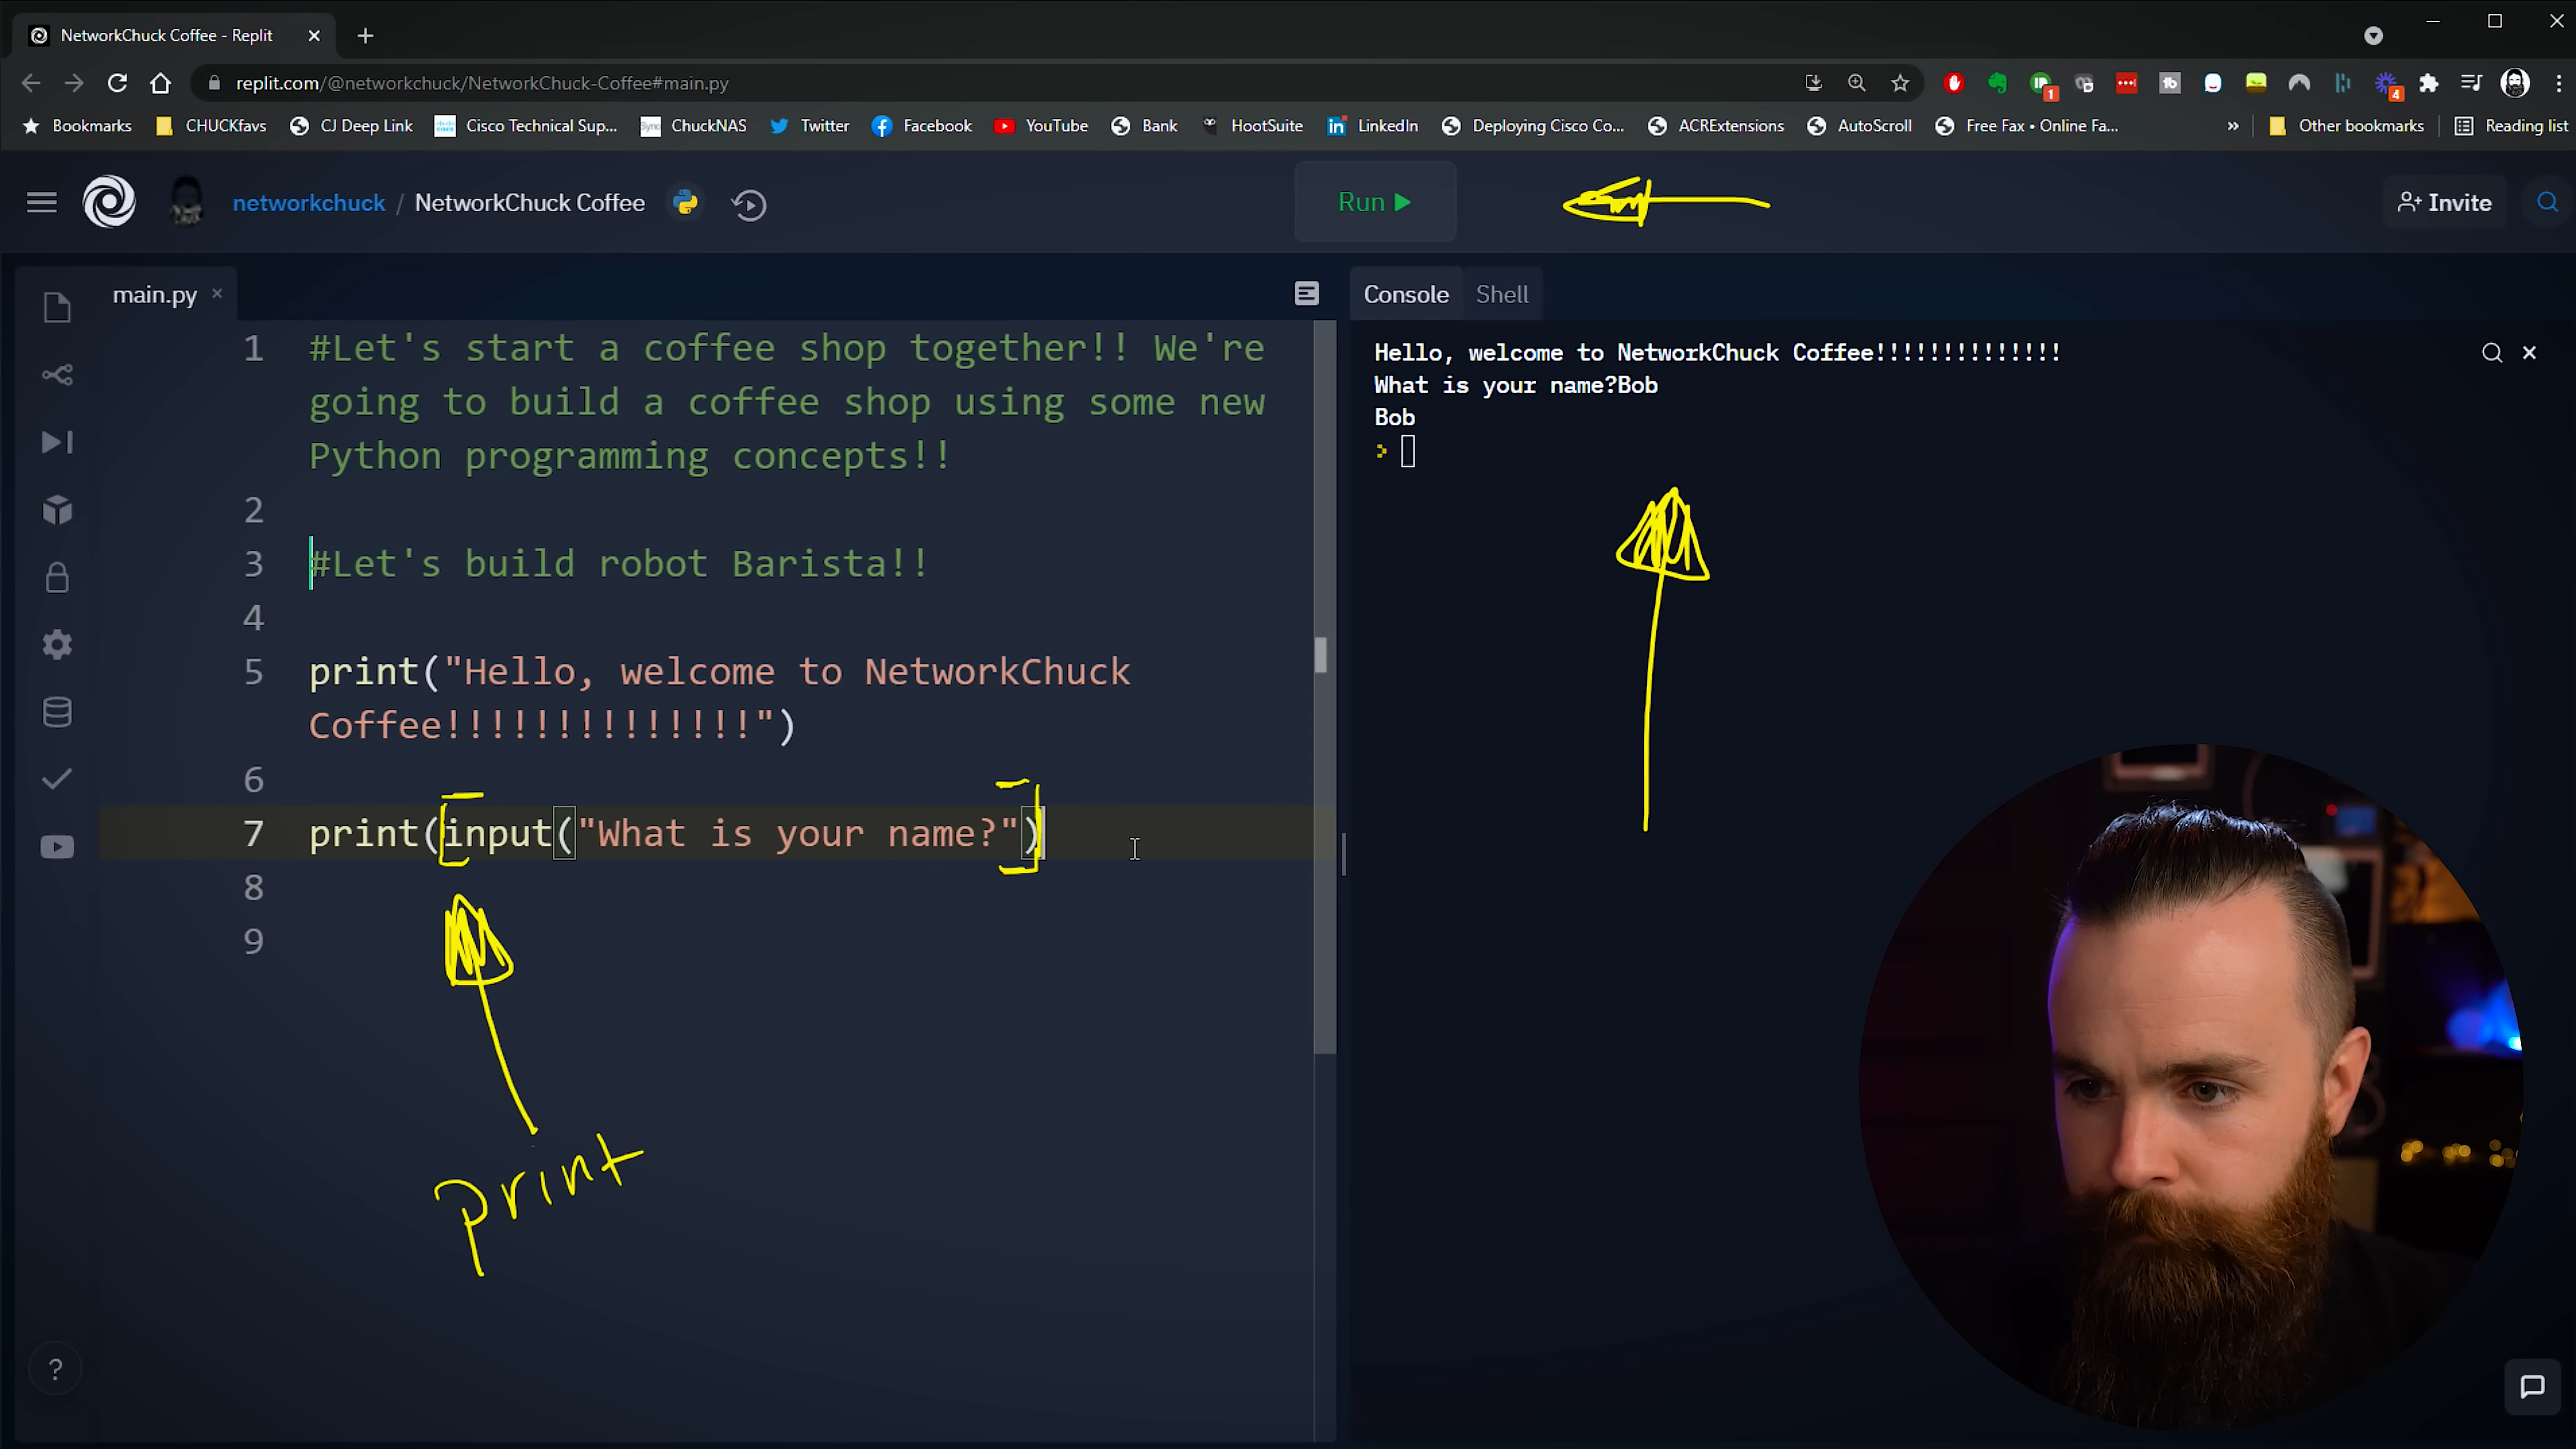 NetworkChuck Coffee - Replit
replit.com/@networkchuck/NetworkChuck-Coffee#main.py
1
4
Bookmarks CHUCKfavs CJ Deep Link Cisco Technical Sup... ChuckNAS Twitter Facebook YouTube Bank HootSuite LinkedIn Deploying Cisco Co... ACRExtensions AutoScroll Free Fax • Online Fa... » Other bookmarks Reading list
networkchuck / NetworkChuck Coffee
Run
Invite
main.py
1 #Let's start a coffee shop together!! We're
going to build a coffee shop using some new
Python programming concepts!!
2
3 #Let's build robot Barista!!
4
5 print("Hello, welcome to NetworkChuck
Coffee!!!!!!!!!!!!!!")
6
7 print(input("What is your name?")
8
9
print
Console Shell
Hello, welcome to NetworkChuck Coffee!!!!!!!!!!!!!!
What is your name?Bob
Bob
>
?